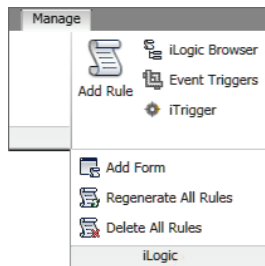 Manage
Add Rule
iLogic Browser
Event Triggers
iTrigger
Add Form
Regenerate All Rules
Delete All Rules
iLogic